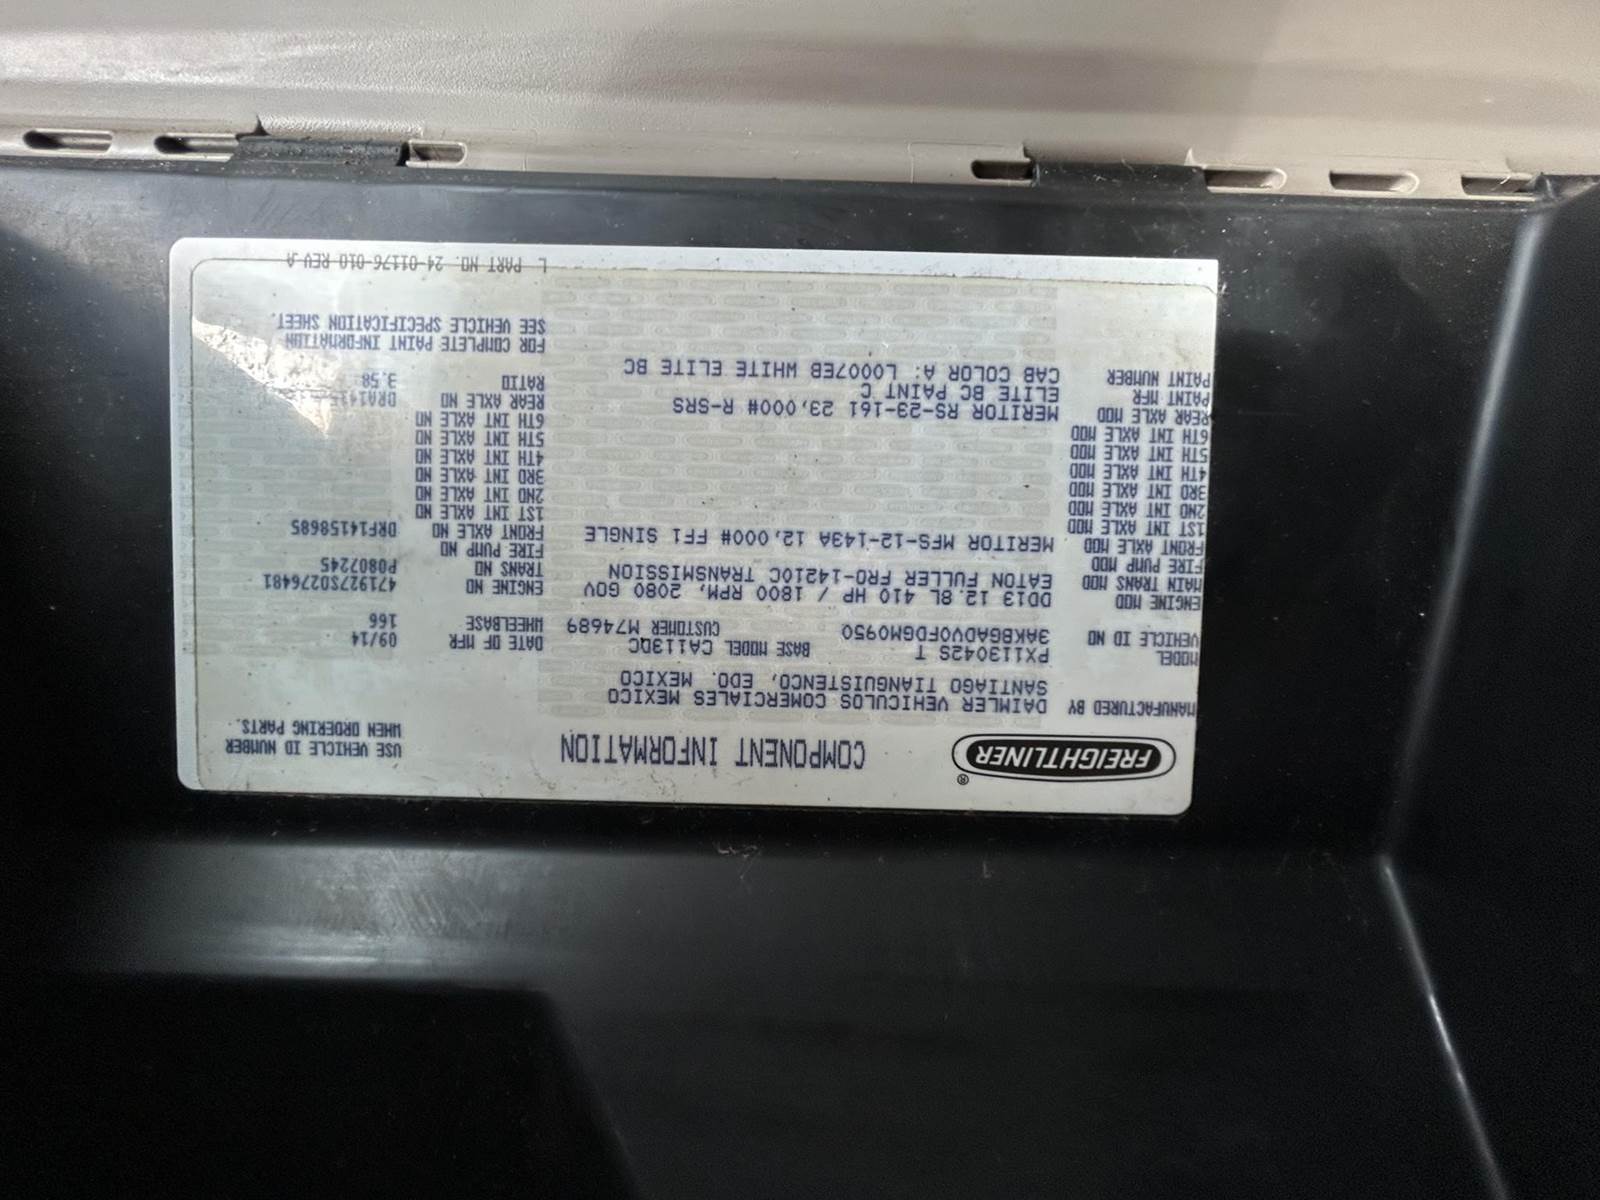 FREIGHTLINER ®
COMPONENT INFORMATION
USE VEHICLE ID NUMBER
WHEN ORDERING PARTS.
MANUFACTURED BY DAIMLER VEHICULOS COMERCIALES MEXICO
SANTIAGO TIANGUISTENCO, EDO. MEXICO
MODEL PX113042S T BASE MODEL CA113DC DATE OF MFR 09/14
VEHICLE ID NO 3AKBGADV0FDGM0950 CUSTOMER M74689 WHEELBASE 166
ENGINE MOD DD13 12.8L 410 HP / 1800 RPM, 2080 GOV ENGINE NO 471927S0276481
MAIN TRANS MOD EATON FULLER FRO-14210C TRANSMISSION TRANS NO P0807245
FIRE PUMP MOD FIRE PUMP NO
FRONT AXLE MOD MERITOR MFS-12-143A 12,000# FF1 SINGLE FRONT AXLE NO DRF14158685
1ST INT AXLE MOD 1ST INT AXLE NO
2ND INT AXLE MOD 2ND INT AXLE NO
3RD INT AXLE MOD 3RD INT AXLE NO
4TH INT AXLE MOD 4TH INT AXLE NO
5TH INT AXLE MOD 5TH INT AXLE NO
6TH INT AXLE MOD 6TH INT AXLE NO
REAR AXLE MOD MERITOR RS-23-161 23,000# R-SRS REAR AXLE NO
PAINT MFR ELITE BC PAINT C RATIO 3.58
PAINT NUMBER CAB COLOR A: L0007EB WHITE ELITE BC
FOR COMPLETE PAINT INFORMATION
SEE VEHICLE SPECIFICATION SHEET.
L PART NO. 24-01176-010 REV A